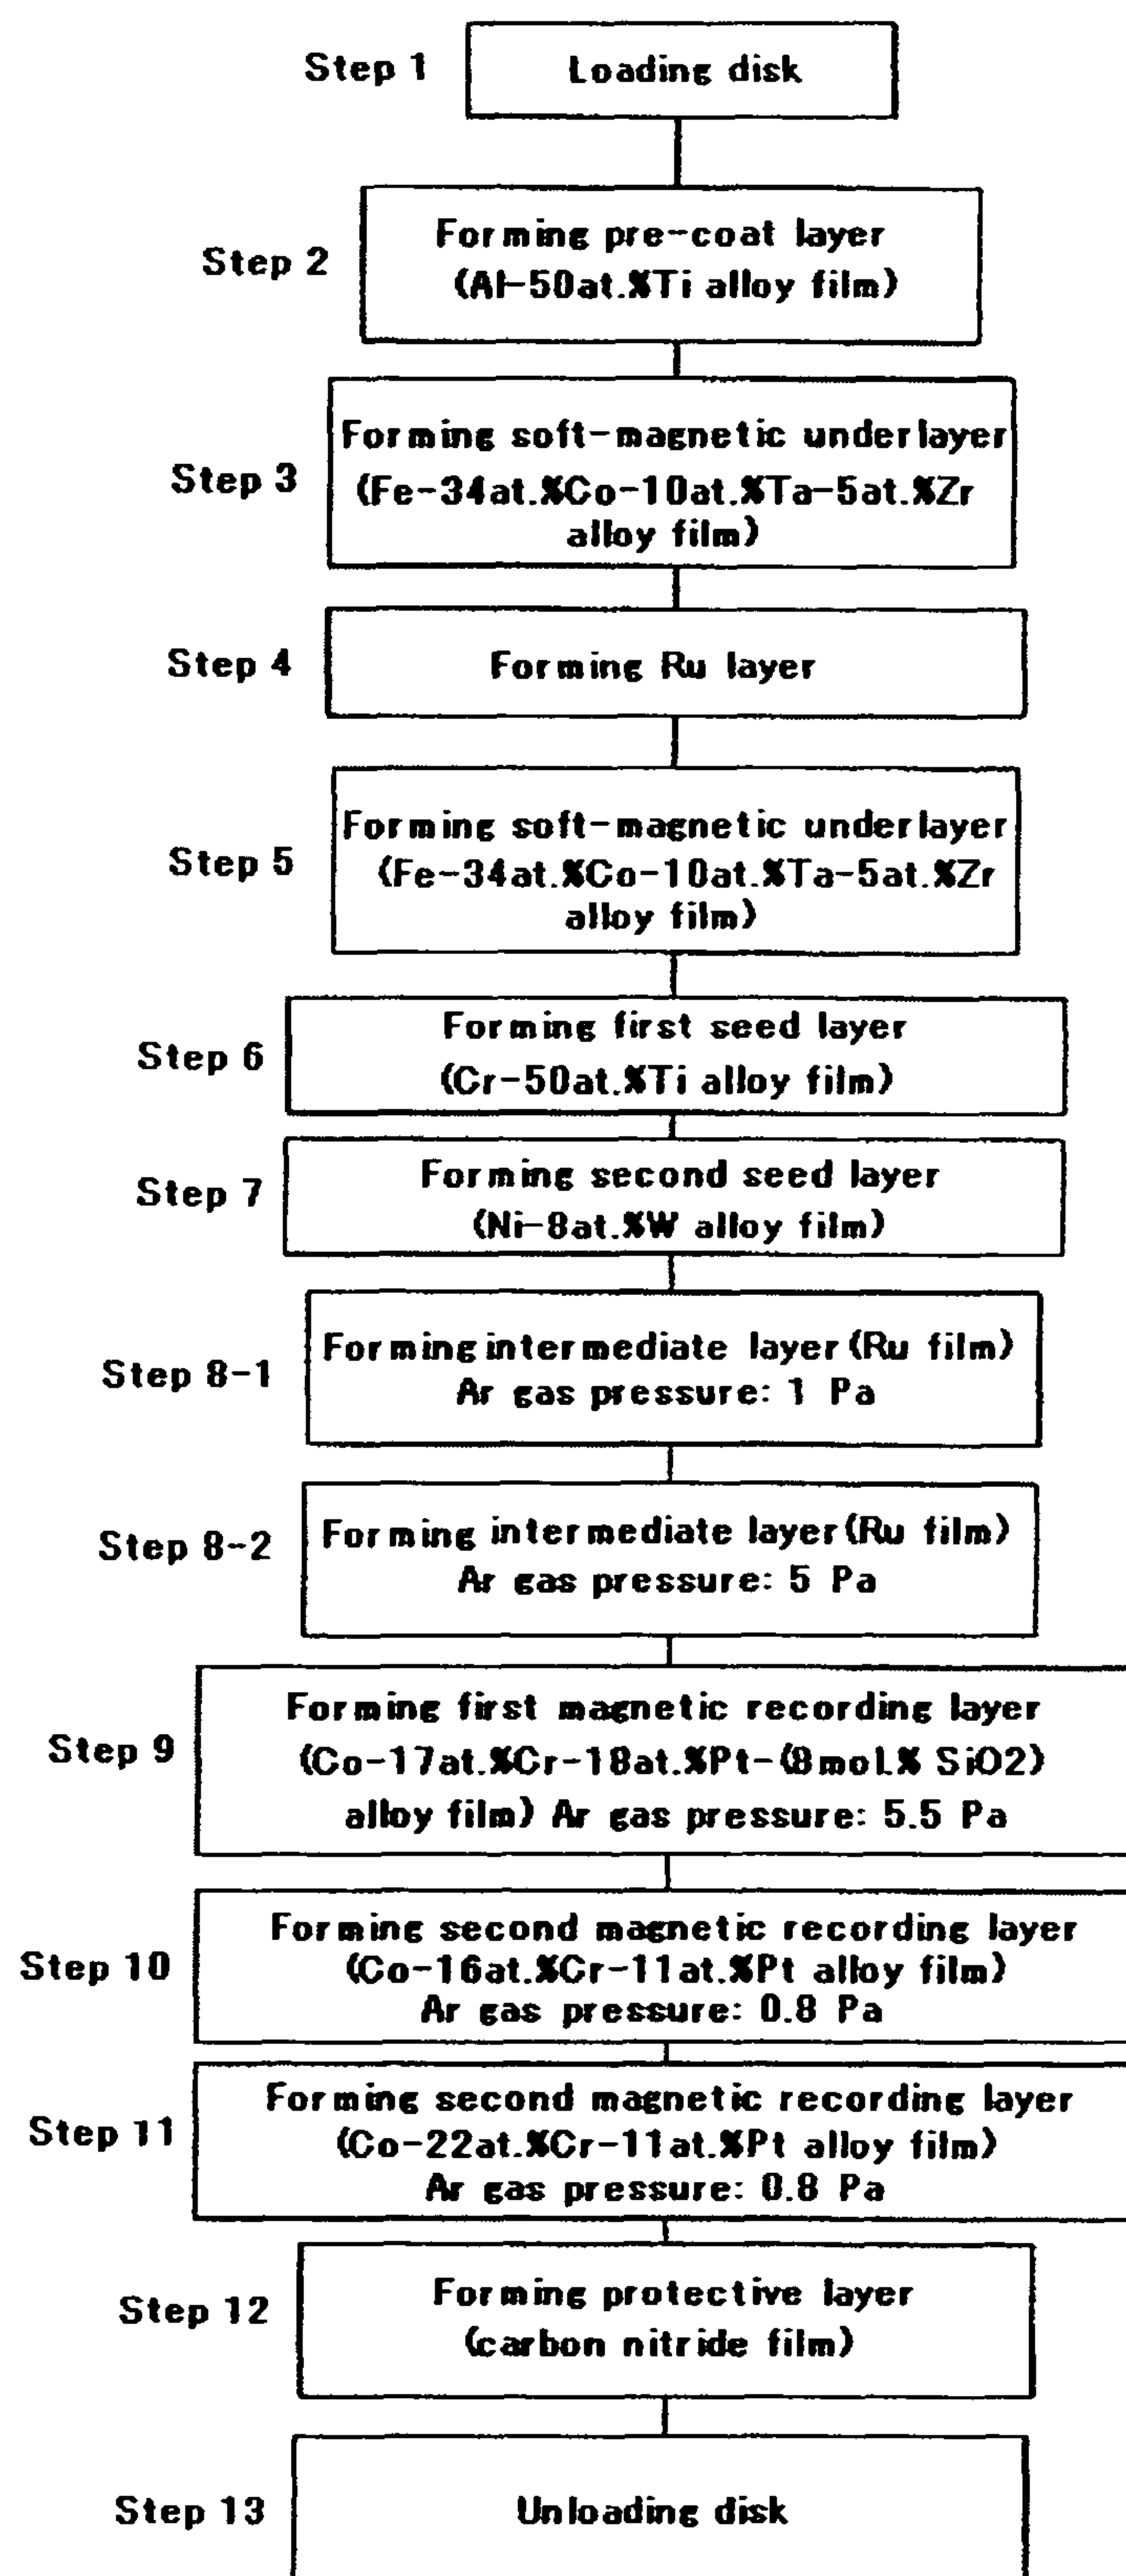 Step 1
Loading disk
Step 2
Forming pre-coat layer
(Al-50at.%Ti alloy film)
Step 3
Forming soft-magnetic underlayer
(Fe-34at.%Co-10at.%Ta-5at.%Zr
alloy film)
Step 4
Forming Ru layer
Step 5
Forming soft-magnetic underlayer
(Fe-34at.%Co-10at.%Ta-5at.%Zr
alloy film)
Step 6
Forming first seed layer
(Cr-50at.%Ti alloy film)
Step 7
Forming second seed layer
(Ni-8at.%W alloy film)
Step 8-1
Forming intermediate layer(Ru film)
Ar gas pressure: 1 Pa
Step 8-2
Forming intermediate layer(Ru film)
Ar gas pressure: 5 Pa
Step 9
Forming first magnetic recording layer
(Co-17at.%Cr-18at.%Pt-(8mol.% SiO2)
alloy film) Ar gas pressure: 5.5 Pa
Step 10
Forming second magnetic recording layer
(Co-16at.%Cr-11at.%Pt alloy film)
Ar gas pressure: 0.8 Pa
Step 11
Forming second magnetic recording layer
(Co-22at.%Cr-11at.%Pt alloy film)
Ar gas pressure: 0.8 Pa
Step 12
Forming protective layer
(carbon nitride film)
Step 13
Unloading disk